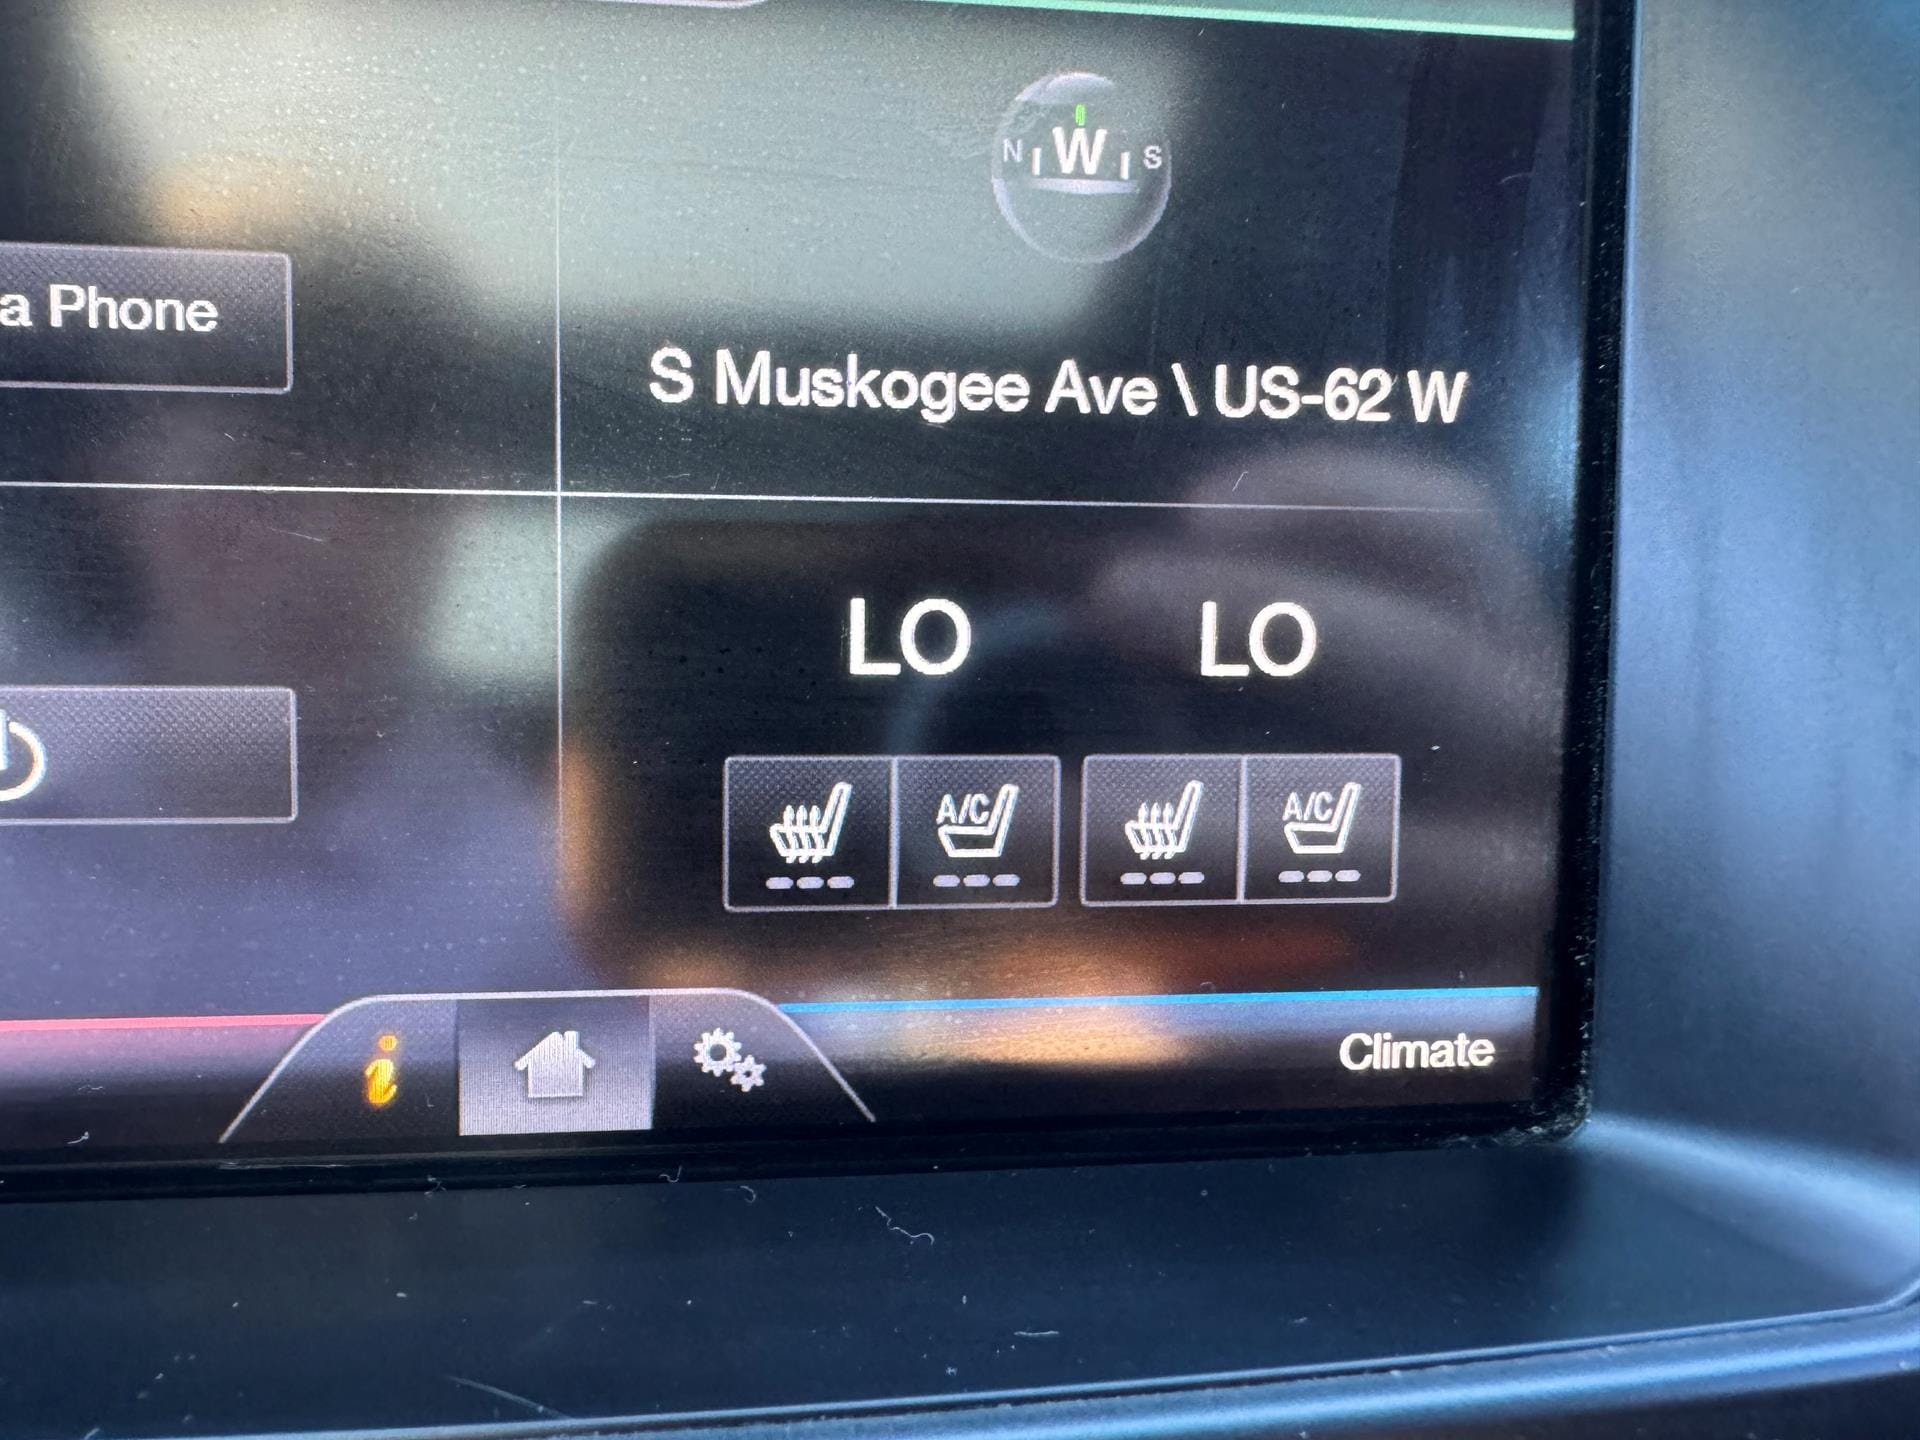 N W S
a Phone
S Muskogee Ave \ US-62 W
LO LO
A/C A/C
i
Climate